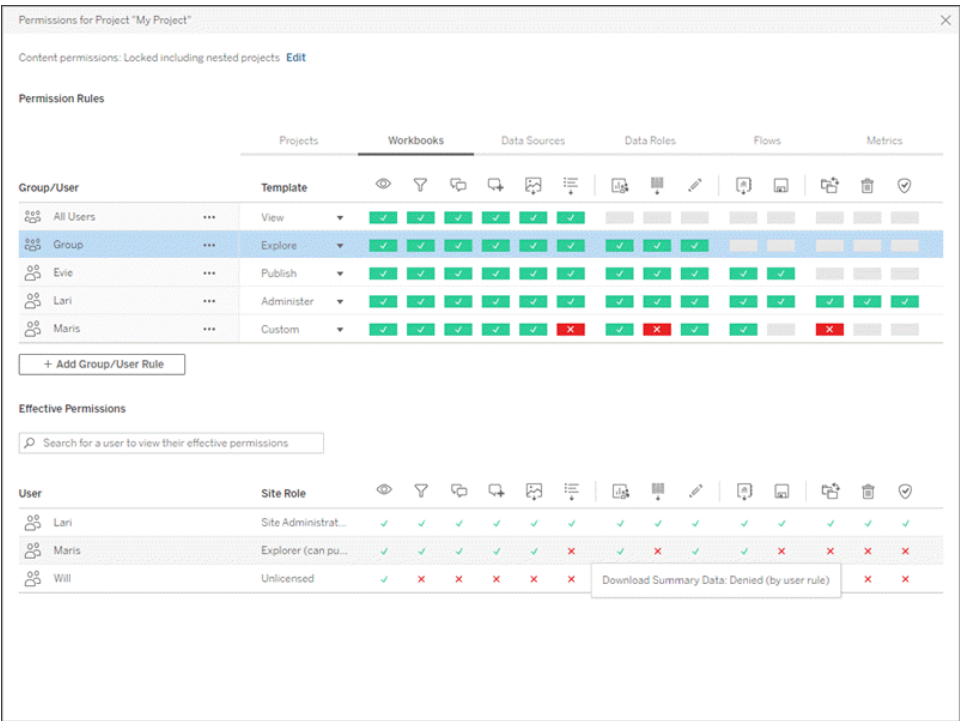 Permissions for Project "My Project"
Content permissions: Locked including nested projects Edit
Permission Rules
Projects Workbooks Data Sources Data Roles Flows Metrics
Group/User Template
All Users ••• View
Group ••• Explore
Evie ••• Publish
Lari ••• Administer
Maris ••• Custom
+ Add Group/User Rule
Effective Permissions
Search for a user to view their effective permissions
User Site Role
Lari Site Administrat...
Maris Explorer (can pu...
Will Unlicensed
Download Summary Data: Denied (by user rule)